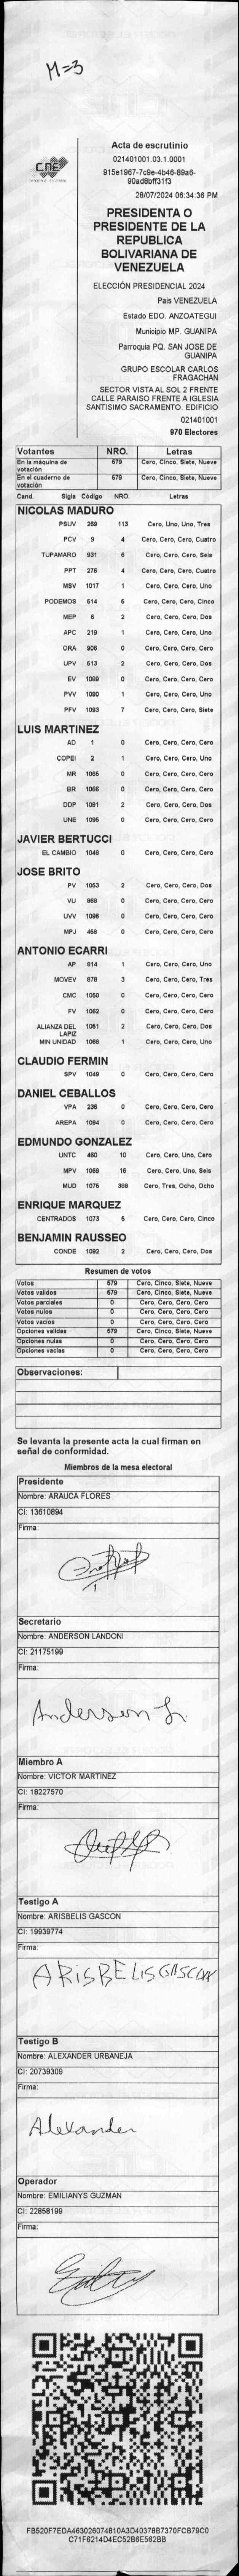 M=3
CNE
Acta de escrutinio
021401001.03.1.0001
915e1967-7c9e-4b46-89a6-
90ad8bff31f3
28/07/2024 06:34:36 PM
PRESIDENTA O
PRESIDENTE DE LA
REPUBLICA
BOLIVARIANA DE
VENEZUELA
ELECCIÓN PRESIDENCIAL 2024
Pais VENEZUELA
Estado EDO. ANZOATEGUI
Municipio MP. GUANIPA
Parroquia PQ. SAN JOSE DE
GUANIPA
GRUPO ESCOLAR CARLOS
FRAGACHAN
SECTOR VISTA AL SOL 2 FRENTE
CALLE PARAISO FRENTE A IGLESIA
SANTISIMO SACRAMENTO. EDIFICIO
021401001
970 Electores
Votantes NRO. Letras
En la máquina de votación 579 Cero, Cinco, Siete, Nueve
En el cuaderno de votación 579 Cero, Cinco, Siete, Nueve
Cand. Sigla Código NRO. Letras
NICOLAS MADURO
PSUV 269 113 Cero, Uno, Uno, Tres
PCV 9 4 Cero, Cero, Cero, Cuatro
TUPAMARO 931 6 Cero, Cero, Cero, Seis
PPT 276 4 Cero, Cero, Cero, Cuatro
MSV 1017 1 Cero, Cero, Cero, Uno
PODEMOS 514 5 Cero, Cero, Cero, Cinco
MEP 6 2 Cero, Cero, Cero, Dos
APC 219 1 Cero, Cero, Cero, Uno
ORA 906 0 Cero, Cero, Cero, Cero
UPV 513 2 Cero, Cero, Cero, Dos
EV 1089 0 Cero, Cero, Cero, Cero
PVV 1090 1 Cero, Cero, Cero, Uno
PFV 1093 7 Cero, Cero, Cero, Siete
LUIS MARTINEZ
AD 1 0 Cero, Cero, Cero, Cero
COPEI 2 1 Cero, Cero, Cero, Uno
MR 1065 0 Cero, Cero, Cero, Cero
BR 1066 0 Cero, Cero, Cero, Cero
DDP 1081 2 Cero, Cero, Cero, Dos
UNE 1095 0 Cero, Cero, Cero, Cero
JAVIER BERTUCCI
EL CAMBIO 1048 0 Cero, Cero, Cero, Cero
JOSE BRITO
PV 1053 2 Cero, Cero, Cero, Dos
VU 868 0 Cero, Cero, Cero, Cero
UVV 1096 0 Cero, Cero, Cero, Cero
MPJ 458 0 Cero, Cero, Cero, Cero
ANTONIO ECARRI
AP 814 1 Cero, Cero, Cero, Uno
MOVEV 878 3 Cero, Cero, Cero, Tres
CMC 1050 0 Cero, Cero, Cero, Cero
FV 1062 0 Cero, Cero, Cero, Cero
ALIANZA DEL LAPIZ 1051 2 Cero, Cero, Cero, Dos
MIN UNIDAD 1088 1 Cero, Cero, Cero, Uno
CLAUDIO FERMIN
SPV 1049 0 Cero, Cero, Cero, Cero
DANIEL CEBALLOS
VPA 235 0 Cero, Cero, Cero, Cero
AREPA 1094 0 Cero, Cero, Cero, Cero
EDMUNDO GONZALEZ
UNTC 460 10 Cero, Cero, Uno, Cero
MPV 1069 16 Cero, Cero, Uno, Seis
MUD 1076 388 Cero, Tres, Ocho, Ocho
ENRIQUE MARQUEZ
CENTRADOS 1073 5 Cero, Cero, Cero, Cinco
BENJAMIN RAUSSEO
CONDE 1092 2 Cero, Cero, Cero, Dos
Resumen de votos
Votos 579 Cero, Cinco, Siete, Nueve
Votos validos 579 Cero, Cinco, Siete, Nueve
Votos parciales 0 Cero, Cero, Cero, Cero
Votos nulos 0 Cero, Cero, Cero, Cero
Votos vacíos 0 Cero, Cero, Cero, Cero
Opciones validas 579 Cero, Cinco, Siete, Nueve
Opciones nulas 0 Cero, Cero, Cero, Cero
Opciones vacías 0 Cero, Cero, Cero, Cero
Observaciones:
Se levanta la presente acta la cual firman en
señal de conformidad.
Miembros de la mesa electoral
Presidente
Nombre: ARAUCA FLORES
CI: 13610894
Firma:
Secretario
Nombre: ANDERSON LANDONI
CI: 21175199
Firma:
Anderson L.
Miembro A
Nombre: VICTOR MARTINEZ
CI: 18227570
Firma:
Testigo A
Nombre: ARISBELIS GASCON
CI: 19939774
Firma:
ARISBELIS GASCON
Testigo B
Nombre: ALEXANDER URBANEJA
CI: 20739309
Firma:
Alexander
Operador
Nombre: EMILIANYS GUZMAN
CI: 22858199
Firma:
FB520F7EDA463026074810A3D40378B7370FCB79C0
C71F6214D4EC52B6E562BB